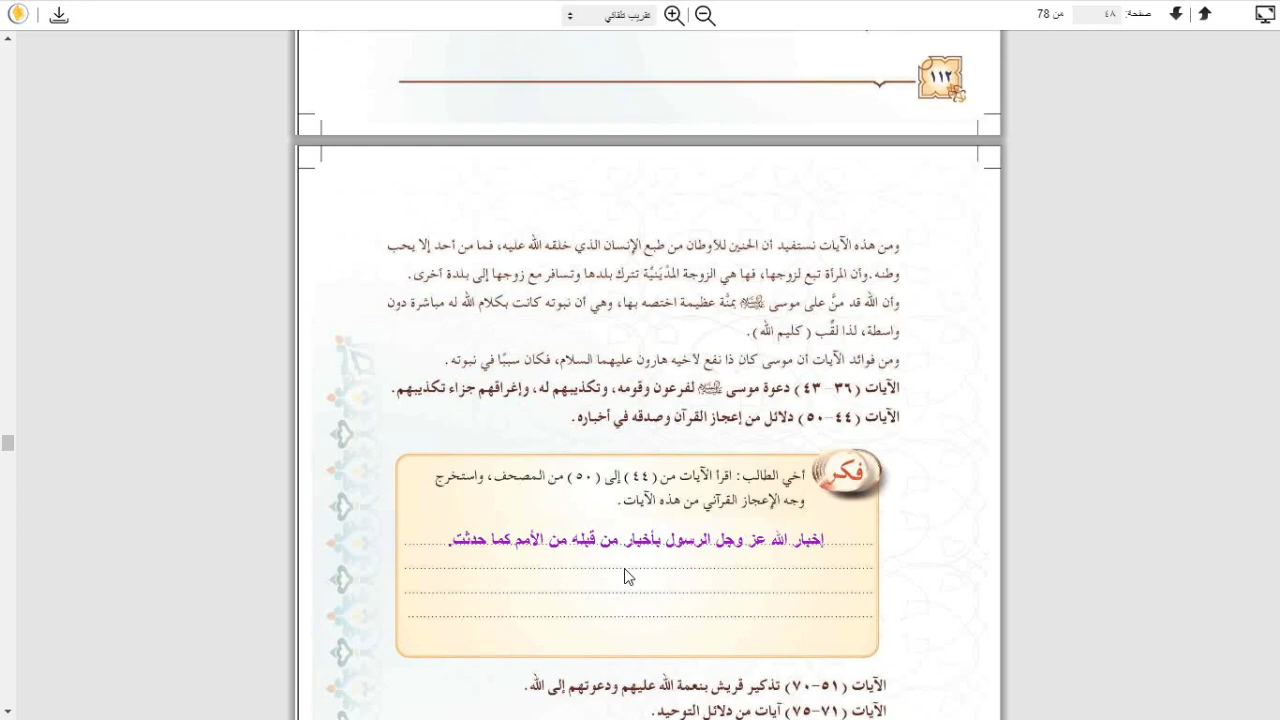 صفحة: ٤٨ من 78
تقريب تلقائي
١١٢
ومن هذه الآيات نستفيد أن الحنين للأوطان من طبع الإنسان الذي خلقه الله عليه، فما من أحد إلا يحب
وطنه. وأن المرأة تبع لزوجها، فها هي الزوجة المدْيَنيَّة تترك بلدها وتسافر مع زوجها إلى بلدة أخرى.
وأن الله قد منَّ على موسى ﷺ بمنَّة عظيمة اختصه بها، وهي أن نبوته كانت بكلام الله له مباشرة دون
واسطة، لذا لقِّب (كليم الله).
ومن فوائد الآيات أن موسى كان ذا نفع لأخيه هارون عليهما السلام، فكان سببًا في نبوته.
الآيات (٣٦-٤٣) دعوة موسى ﷺ لفرعون وقومه، وتكذيبهم له، وإغراقهم جزاء تكذيبهم.
الآيات (٤٤-٥٠) دلائل من إعجاز القرآن وصدقه في أخباره.
فكر
أخي الطالب: اقرأ الآيات من (٤٤) إلى (٥٠) من المصحف، واستخرج
وجه الإعجاز القرآني من هذه الآيات.
إخبار الله عز وجل الرسول بأخبار من قبله من الأمم كما حدثت.
الآيات (٥١-٧٠) تذكير قريش بنعمة الله عليهم ودعوتهم إلى الله.
الآيات (٧١-٧٥) آيات من دلائل التوحيد.